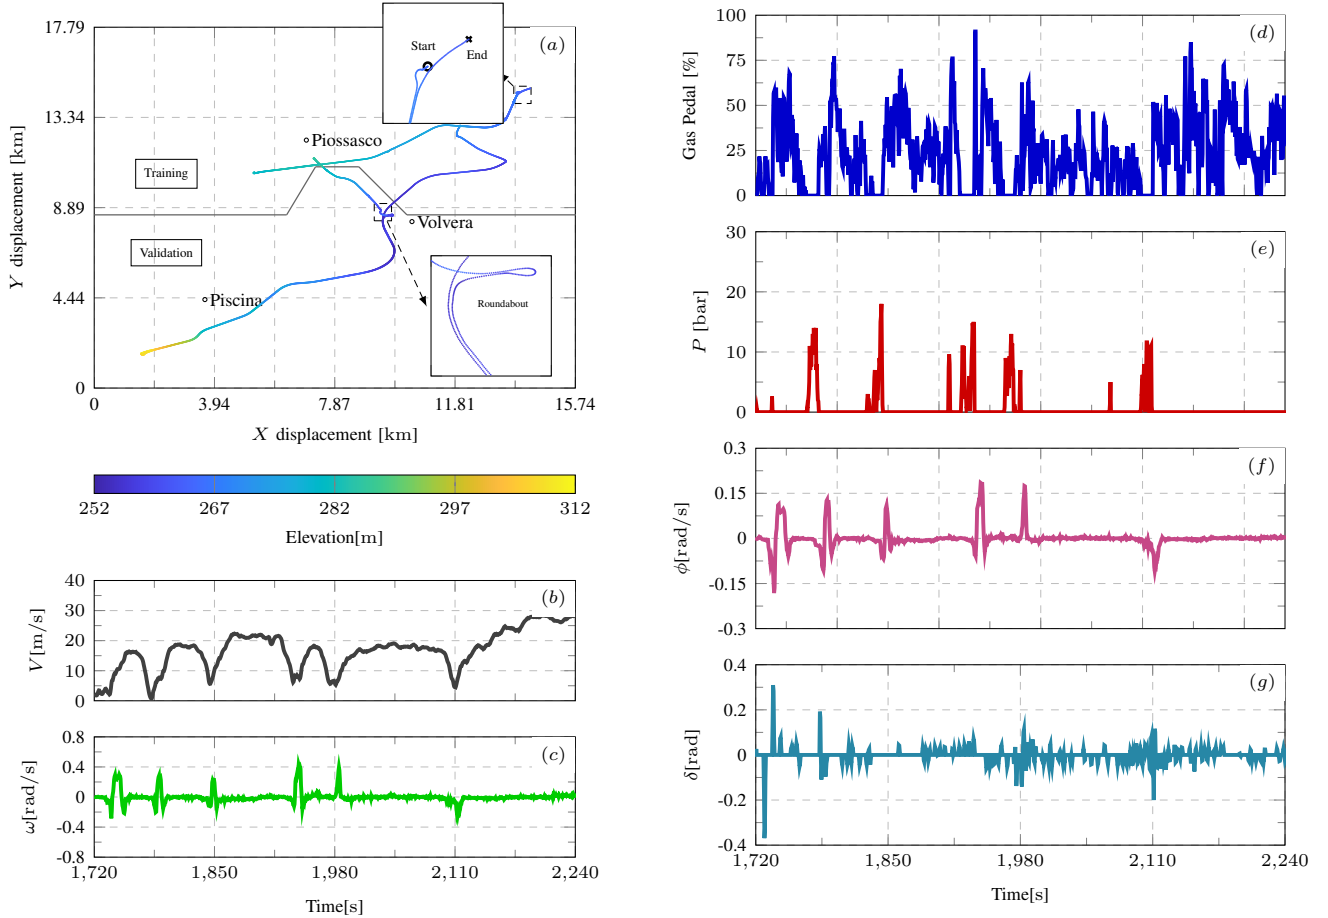 17.79
13.34
8.89
4.44
0
Y displacement [km]
(a)
Start
End
Piossasco
Training
Volvera
Validation
Piscina
Roundabout
0 3.94 7.87 11.81 15.74
X displacement [km]
252 267 282 297 312
Elevation[m]
40
30
20
10
0
V[m/s]
(b)
0.8
0.4
0
-0.4
-0.8
ω[rad/s]
(c)
1,720 1,850 1,980 2,110 2,240
Time[s]
100
75
50
25
0
Gas Pedal [%]
(d)
30
20
10
0
P [bar]
(e)
0.3
0.15
0
-0.15
-0.3
ϕ[rad/s]
(f)
0.4
0.2
0
-0.2
-0.4
δ[rad]
(g)
1,720 1,850 1,980 2,110 2,240
Time[s]